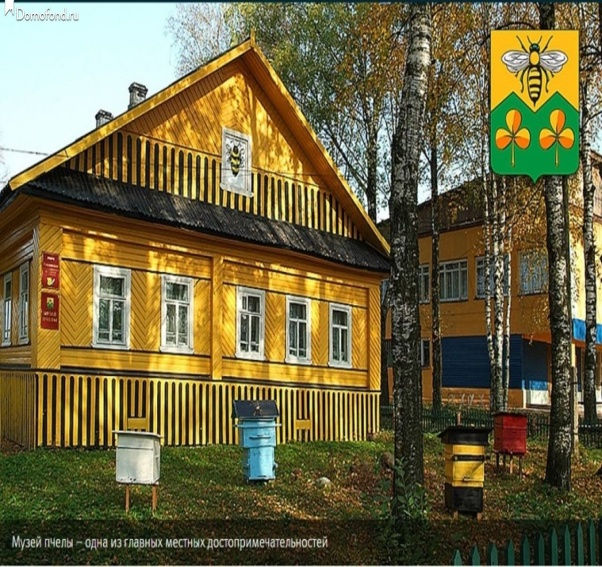 Domofond.ru
Музей пчелы – одна из главных местных достопримечательностей